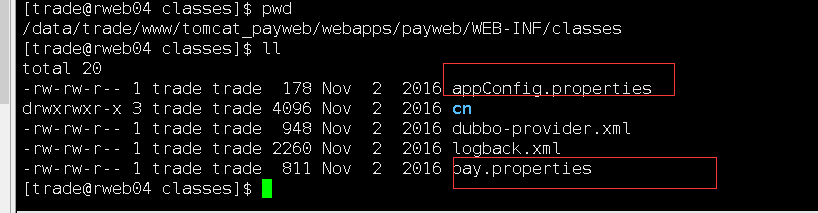 [trade@rweb04 classes]$ pwd
/data/trade/www/tomcat_payweb/webapps/payweb/WEB-INF/classes
[trade@rweb04 classes]$ ll
total 20
-rw-rw-r-- 1 trade trade  178 Nov  2  2016 appConfig.properties
drwxrwxr-x 3 trade trade 4096 Nov  2  2016 cn
-rw-rw-r-- 1 trade trade  948 Nov  2  2016 dubbo-provider.xml
-rw-rw-r-- 1 trade trade 2260 Nov  2  2016 logback.xml
-rw-rw-r-- 1 trade trade  811 Nov  2  2016 pay.properties
[trade@rweb04 classes]$